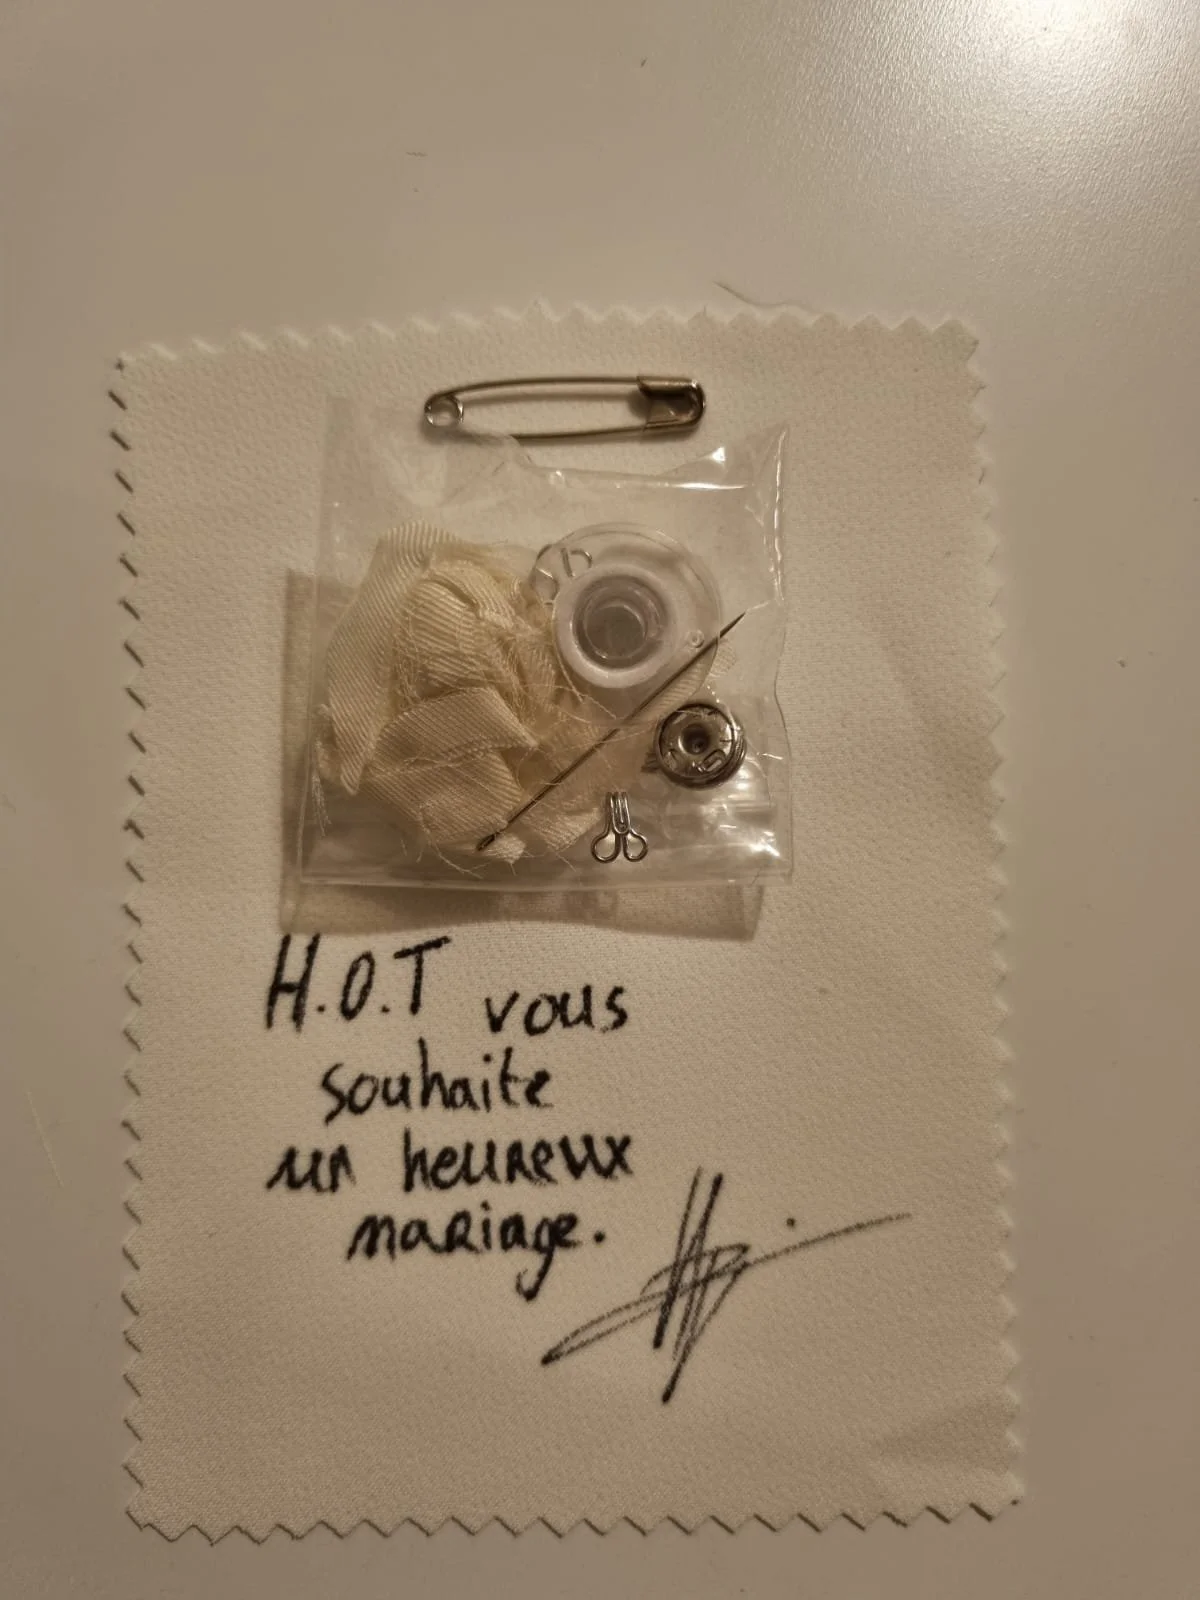 H.O.T vous
souhaite
un heureux
mariage.